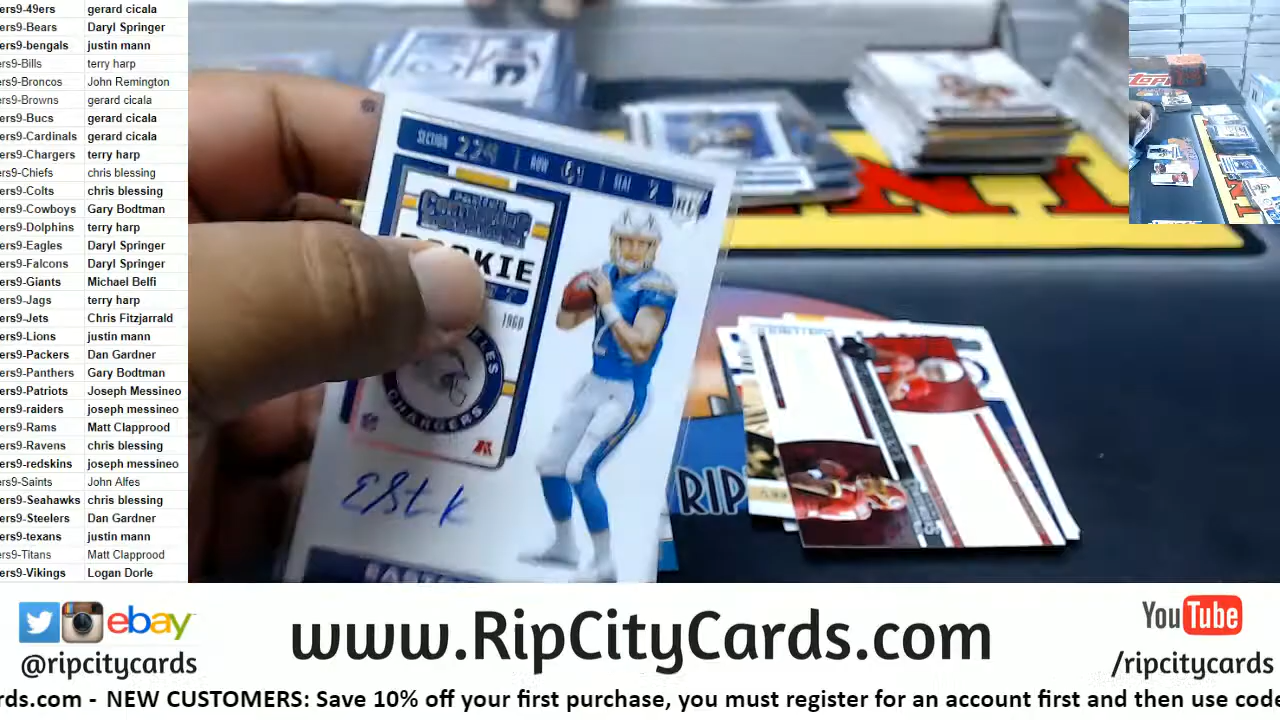 ers9-49ers gerard cicala
ers9-Bears Daryl Springer
ers9-bengals justin mann
ers9-Bills terry harp
ers9-Broncos John Remington
ers9-Browns gerard cicala
ers9-Bucs gerard cicala
ers9-Cardinals gerard cicala
ers9-Chargers terry harp
ers9-Chiefs chris blessing
ers9-Colts chris blessing
ers9-Cowboys Gary Bodtman
ers9-Dolphins terry harp
ers9-Eagles Daryl Springer
ers9-Falcons Daryl Springer
ers9-Giants Michael Belfi
ers9-Jags terry harp
ers9-Jets Chris Fitzjarrald
ers9-Lions justin mann
ers9-Packers Dan Gardner
ers9-Panthers Gary Bodtman
ers9-Patriots Joseph Messineo
ers9-raiders joseph messineo
ers9-Rams Matt Clapprood
ers9-Ravens chris blessing
ers9-redskins joseph messineo
ers9-Saints John Alfes
ers9-Seahawks chris blessing
ers9-Steelers Dan Gardner
ers9-texans justin mann
ers9-Titans Matt Clapprood
ers9-Vikings Logan Dorle
SECTION 224 ROW SEAT
1960
CHARGERS
RIP
ebay
@ripcitycards
www.RipCityCards.com
YouTube
/ripcitycards
rds.com - NEW CUSTOMERS: Save 10% off your first purchase, you must register for an account first and then use code